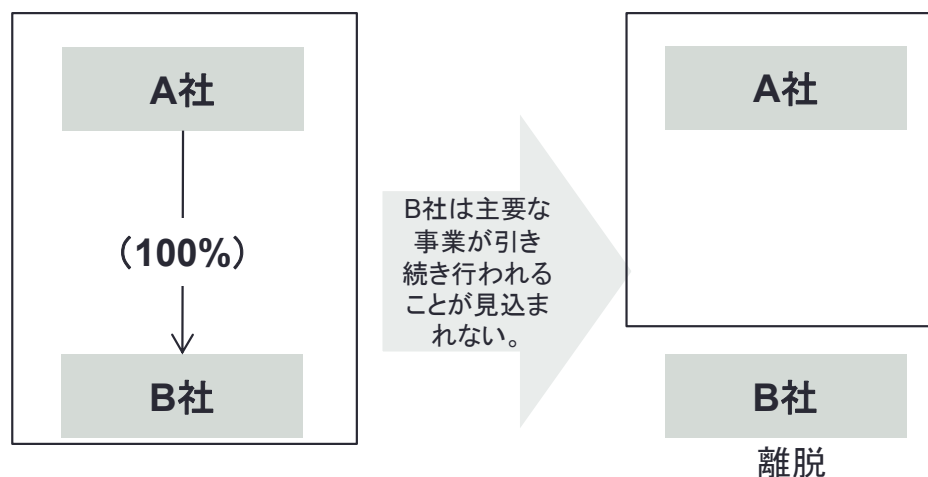 A社
(100%)
B社
B社は主要な
事業が引き
続き行われる
ことが見込ま
れない。
A社
B社
離脱